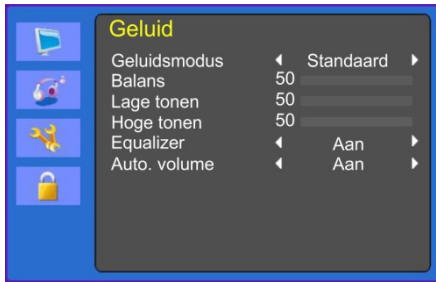 Geluid
Geluidsmodus Standaard
Balans 50
Lage tonen 50
Hoge tonen 50
Equalizer Aan
Auto. volume Aan